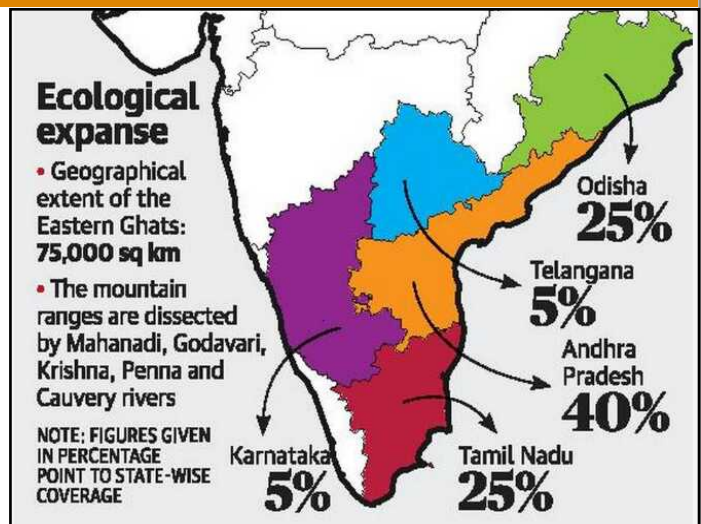 Ecological
expanse
• Geographical
extent of the
Eastern Ghats:
75,000 sq km
• The mountain
ranges are dissected
by Mahanadi, Godavari,
Krishna, Penna and
Cauvery rivers
NOTE: FIGURES GIVEN
IN PERCENTAGE
POINT TO STATE-WISE
COVERAGE
Odisha
25%
Telangana
5%
Andhra
Pradesh
40%
Karnataka
5%
Tamil Nadu
25%